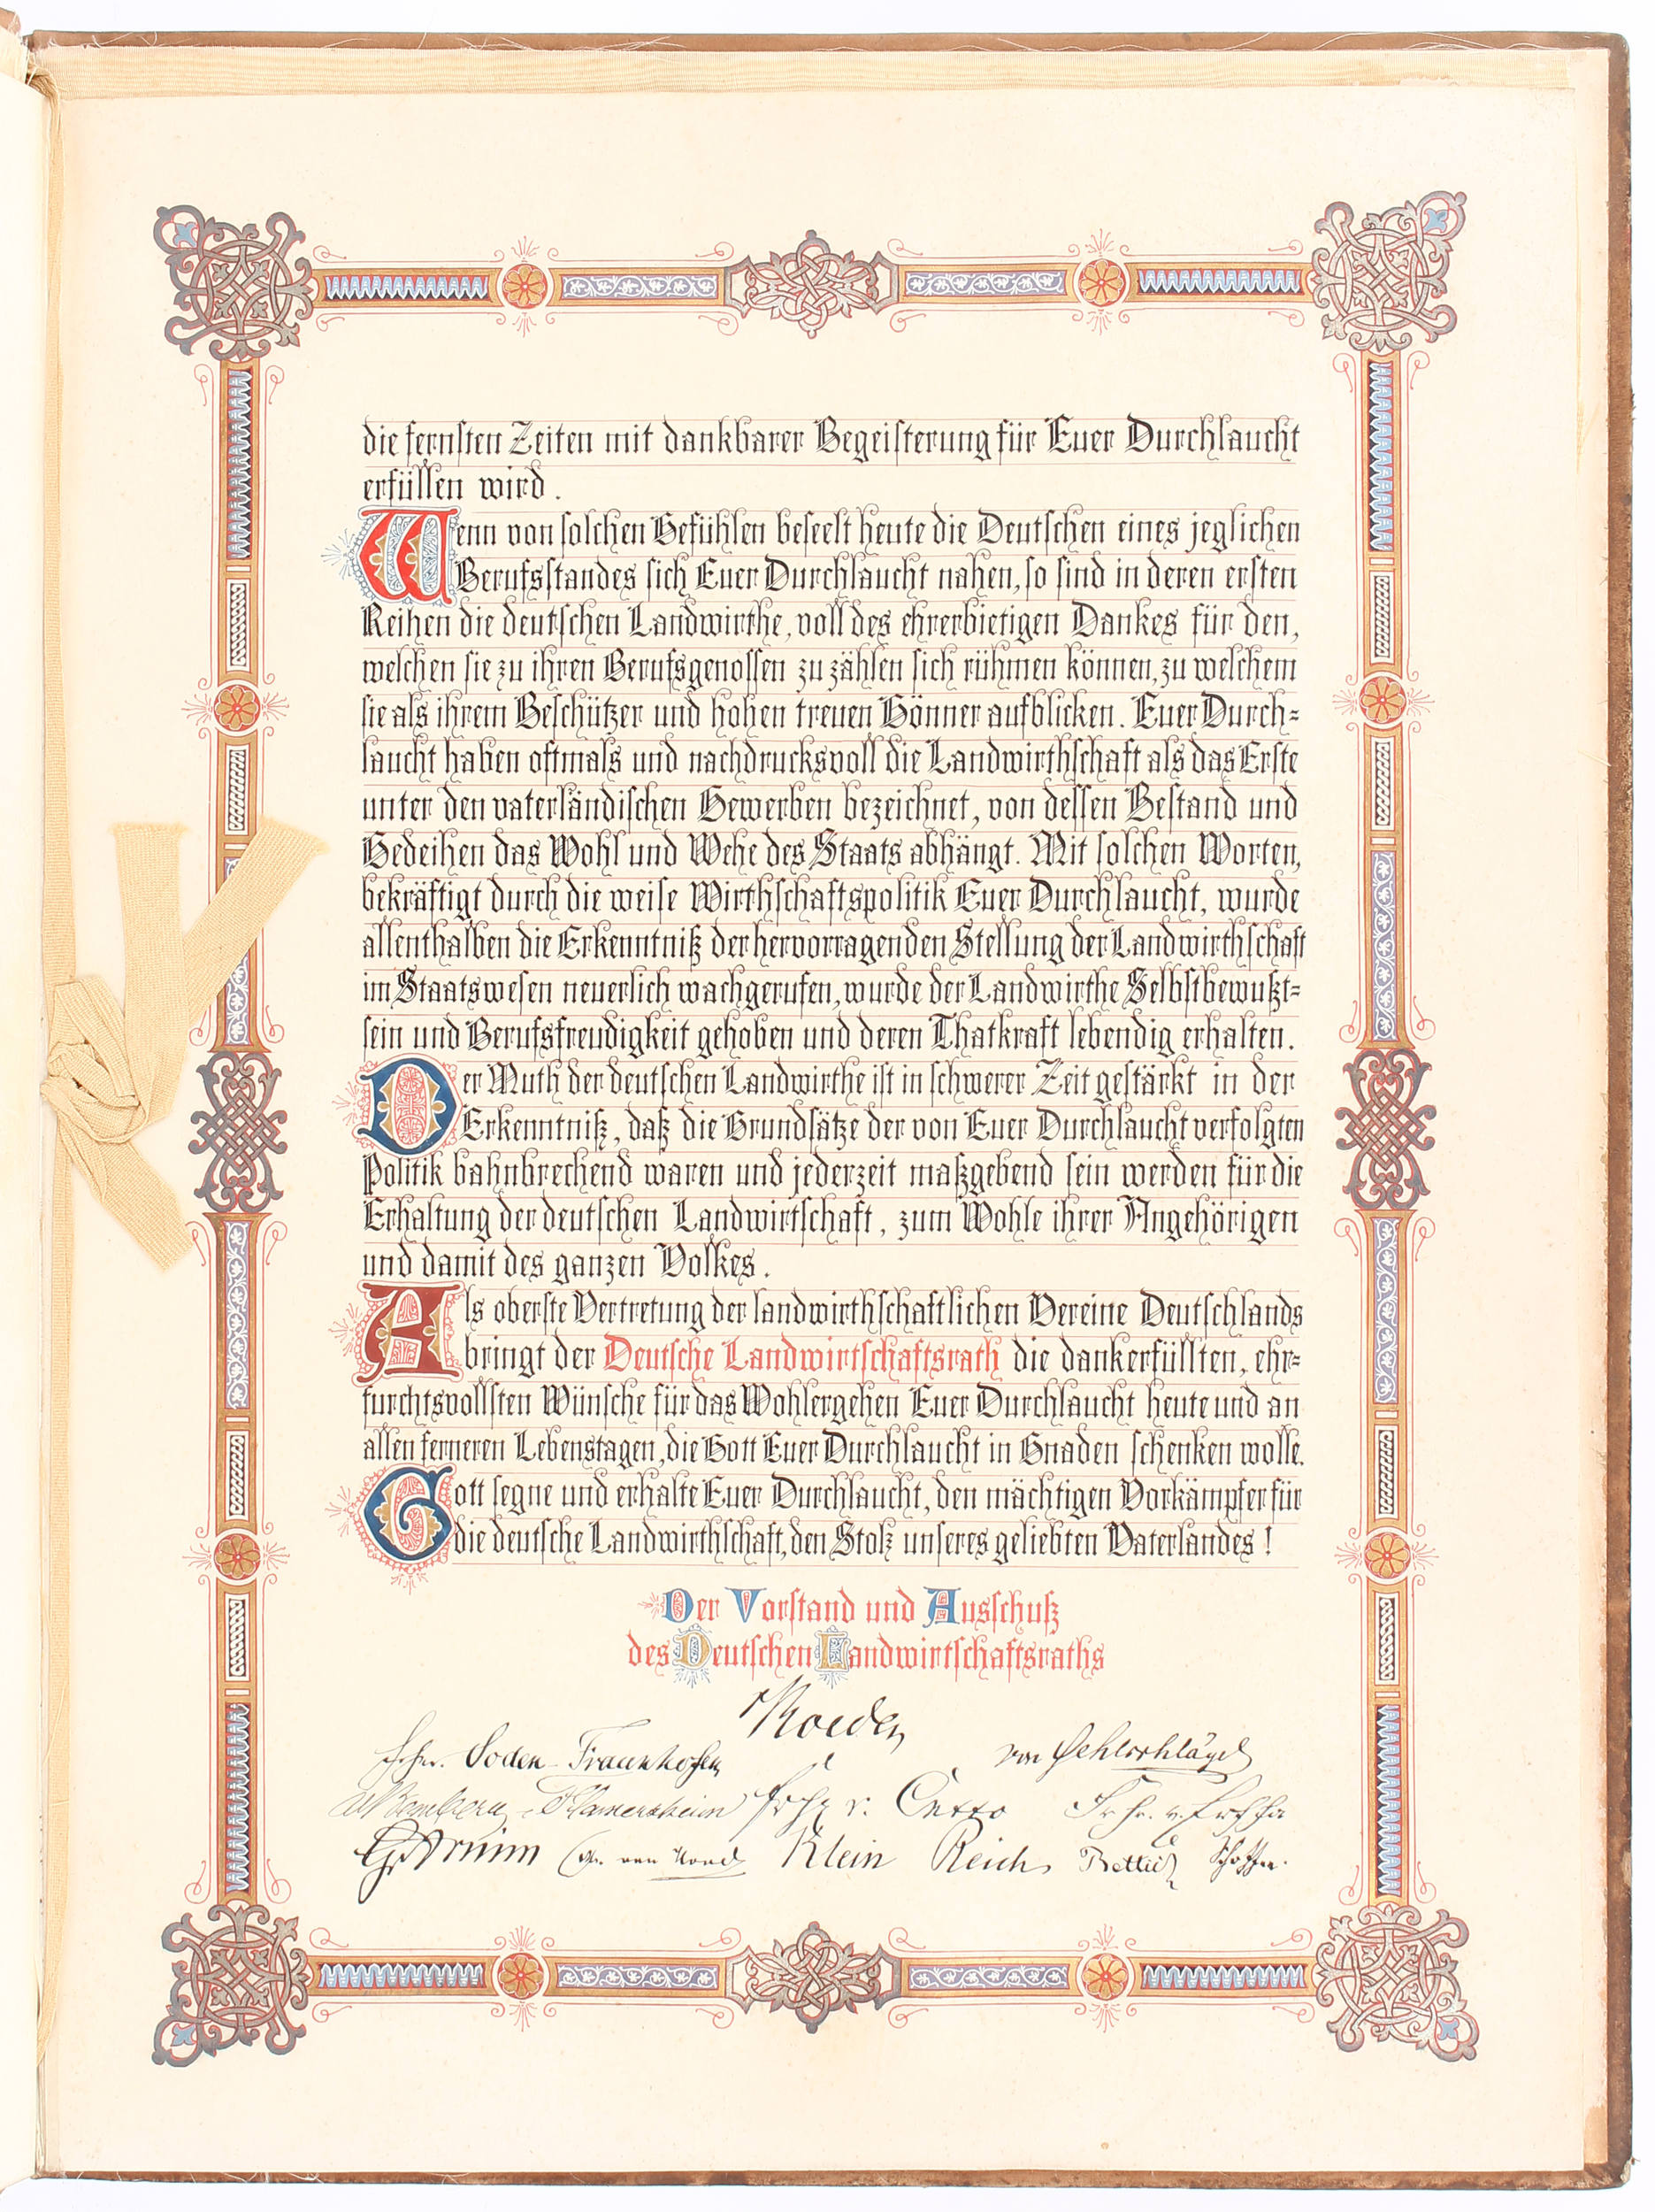 die fernsten Zeiten mit dankbarer Begeisterung für Euer Durchlaucht
erfüllen wird.
Wenn von solchen Gefühlen beseelt heute die Deutschen eines jeglichen
Berufsstandes sich Euer Durchlaucht nahen, so sind in deren ersten
Reihen die deutschen Landwirthe, voll des ehrerbietigen Dankes für den,
welchen sie zu ihren Berufsgenossen zu zählen sich rühmen können, zu welchem
sie als ihrem Beschützer und hohen treuen Gönner aufblicken. Euer Durch=
laucht haben oftmals und nachdrucksvoll die Landwirthschaft als das Erste
unter den vaterländischen Gewerben bezeichnet, von dessen Bestand und
Gedeihen das Wohl und Wehe des Staats abhängt. Mit solchen Worten,
bekräftigt durch die weise Wirthschaftspolitik Euer Durchlaucht, wurde
allenthalben die Erkenntniß der hervorragenden Stellung der Landwirthschaft
im Staatswesen neuerlich wachgerufen, wurde der Landwirthe Selbstbewußt=
sein und Berufsfreudigkeit gehoben und deren Thatkraft lebendig erhalten.
Der Muth der deutschen Landwirthe ist in schwerer Zeit gestärkt in der
Erkenntniß, daß die Grundsätze der von Euer Durchlaucht verfolgten
Politik bahnbrechend waren und jederzeit maßgebend sein werden für die
Erhaltung der deutschen Landwirtschaft, zum Wohle ihrer Angehörigen
und damit des ganzen Volkes.
Als oberste Vertretung der landwirthschaftlichen Vereine Deutschlands
bringt der Deutsche Landwirtschaftsrath die dankerfüllten, ehr=
furchtsvollsten Wünsche für das Wohlergehen Euer Durchlaucht heute und an
allen ferneren Lebenstagen, die Gott Euer Durchlaucht in Gnaden schenken wolle.
Gott segne und erhalte Euer Durchlaucht, den mächtigen Vorkämpfer für
die deutsche Landwirthschaft, den Stolz unseres geliebten Vaterlandes!
Der Vorstand und Ausschuß
des Deutschen Landwirtschaftsraths
Frhr. Soden-Fraunhofen
von Oehlschlägel
Frhr v. Cetto Frhr. v.
Klein Reich